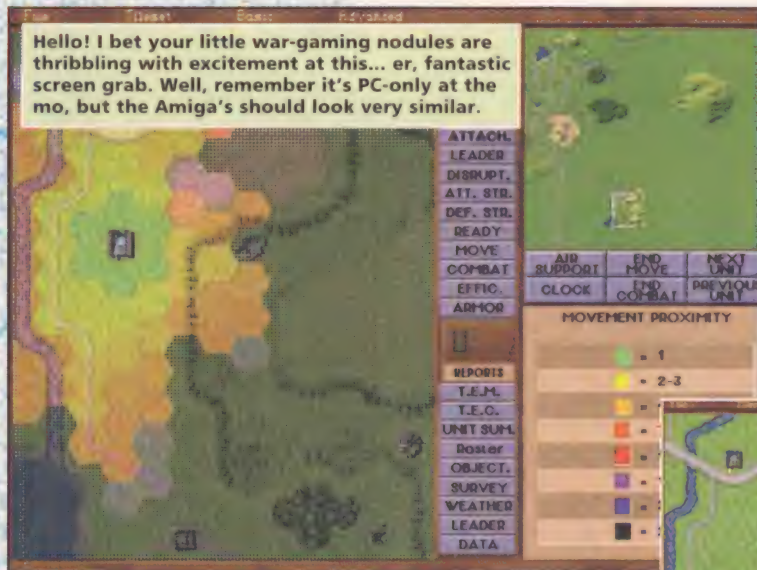 Tileset Basic Advanced
Hello! I bet your little war-gaming nodules are
thribbling with excitement at this... er, fantastic
screen grab. Well, remember it's PC-only at the
mo, but the Amiga's should look very similar.
ATTACH.
LEADER
DISRUPT.
ATT. STR.
DEF. STR.
READY
MOVE
COMBAT
EFFIC.
ARMOR
REPORTS
T.E.M.
T.E.C.
UNIT SUM.
Roster
OBJECT.
SURVEY
WEATHER
LEADER
DATA
AIR SUPPORT
END MOVE
NEXT UNIT
CLOCK
END COMBAT
PREVIOUS UNIT
MOVEMENT PROXIMITY
= 1
= 2-3